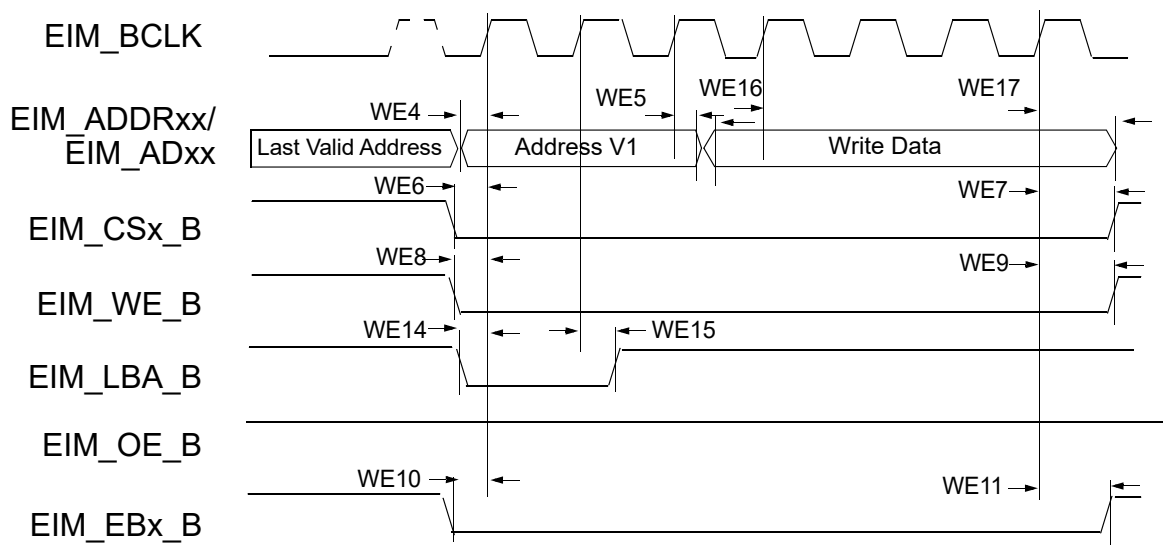 EIM_BCLK
WE16
WE5
WE17
WE4
EIM_ADDRxx/
EIM_ADxx
Last Valid Address
Address V1
Write Data
WE6
WE7
EIM_CSx_B
WE8
WE9
EIM_WE_B
WE14
WE15
EIM_LBA_B
EIM_OE_B
WE10
WE11
EIM_EBx_B